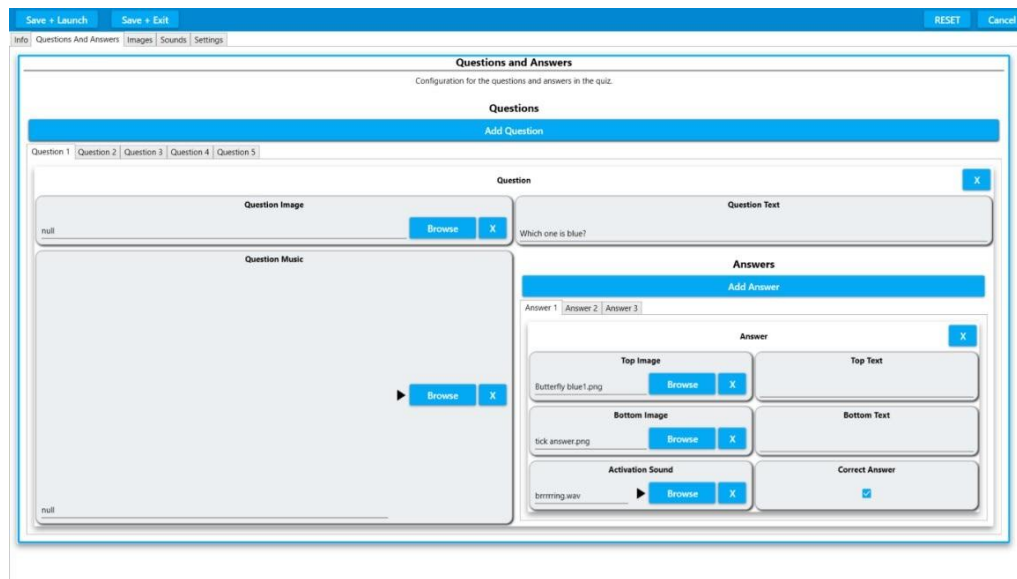 Save + Launch Save + Exit RESET Cancel
Info Questions And Answers Images Sounds Settings
Questions and Answers
Configuration for the questions and answers in the quiz.
Questions
Add Question
Question 1 Question 2 Question 3 Question 4 Question 5
Question X
Question Image
null Browse X
Question Text
Which one is blue?
Question Music
Browse X
null
Answers
Add Answer
Answer 1 Answer 2 Answer 3
Answer X
Top Image
Butterfly blue1.png Browse X
Top Text
Bottom Image
tick answer.png Browse X
Bottom Text
Activation Sound
brrrrring.wav Browse X
Correct Answer